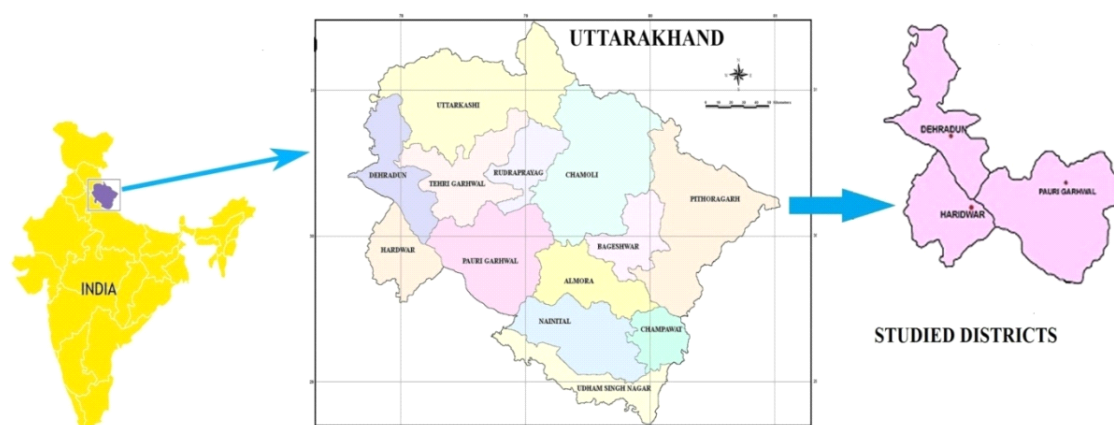 INDIA
UTTARAKHAND
UTTARKASHI
DEHRADUN
TEHRI GARHWAL
RUDRAPRAYAG
CHAMOLI
PITHORAGARH
HARDWAR
PAURI GARHWAL
BAGESHWAR
ALMORA
NAINITAL
CHAMPAWAT
UDHAM SINGH NAGAR
DEHRADUN
PAURI GARHWAL
HARIDWAR
STUDIED DISTRICTS